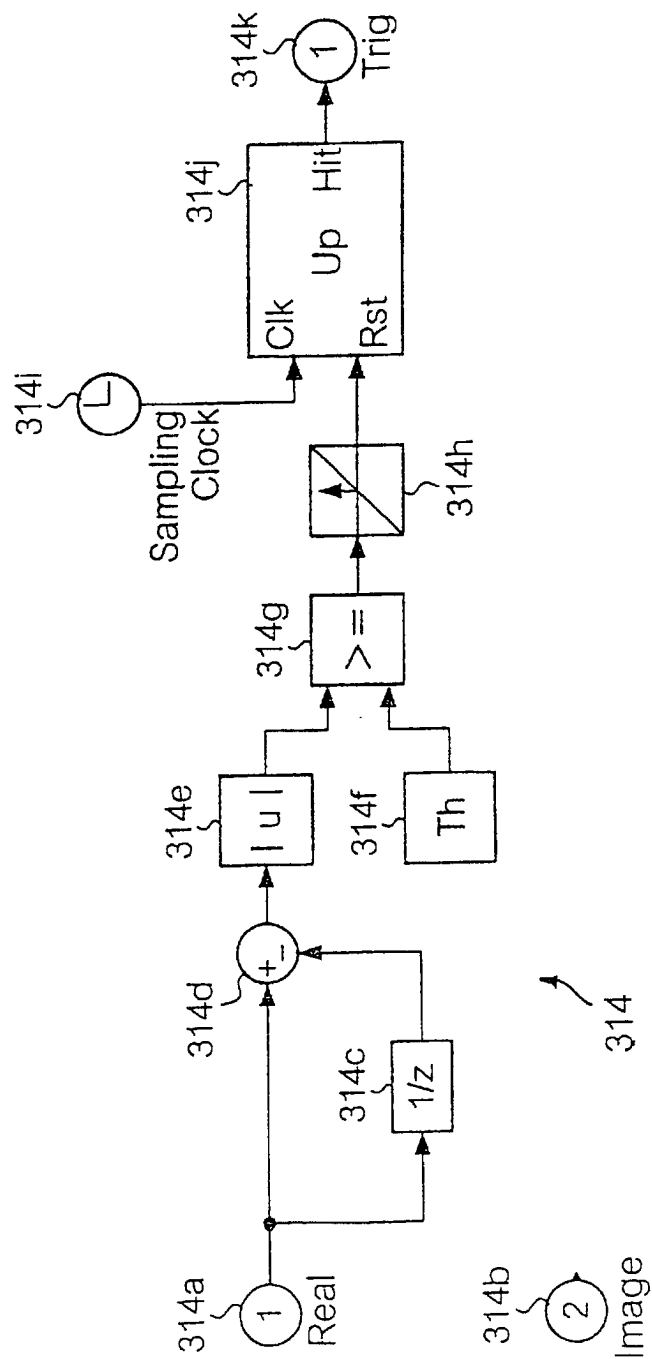 314a
1
Real
314b
2
Image
314c
1/z
314d
+
−
314e
| u |
314f
Th
314g
>=
314h
314i
Sampling
Clock
314j
Clk
Up
Hit
Rst
314k
1
Trig
314